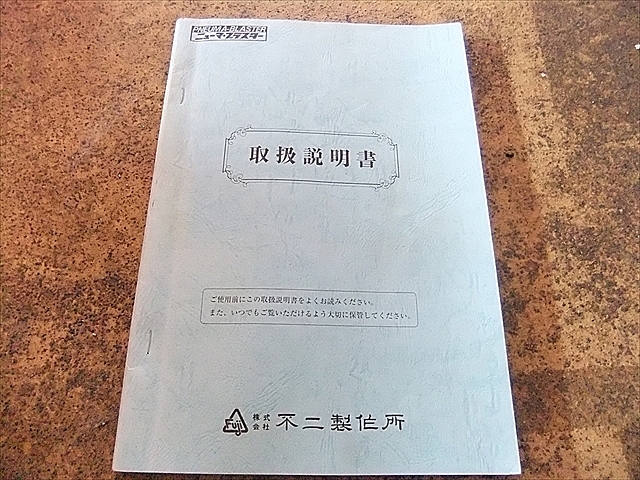 PNEUMA-BLASTER
ニューマブラスター
取扱説明書
ご使用前にこの取扱説明書をよくお読みください。
また、いつでもご覧いただけるよう大切に保管してください。
Fuji 株式会社 不二製作所